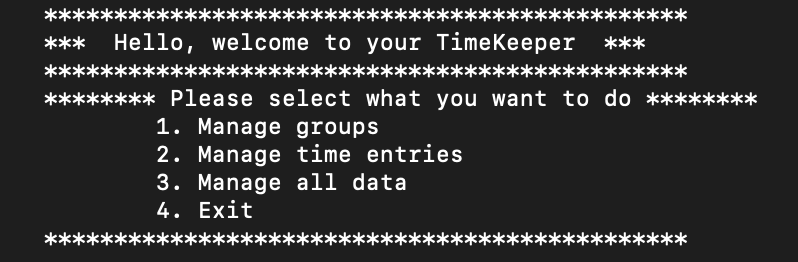 **********************************************
***  Hello, welcome to your TimeKeeper  ***
**********************************************
******** Please select what you want to do ********
1. Manage groups
2. Manage time entries
3. Manage all data
4. Exit
**********************************************